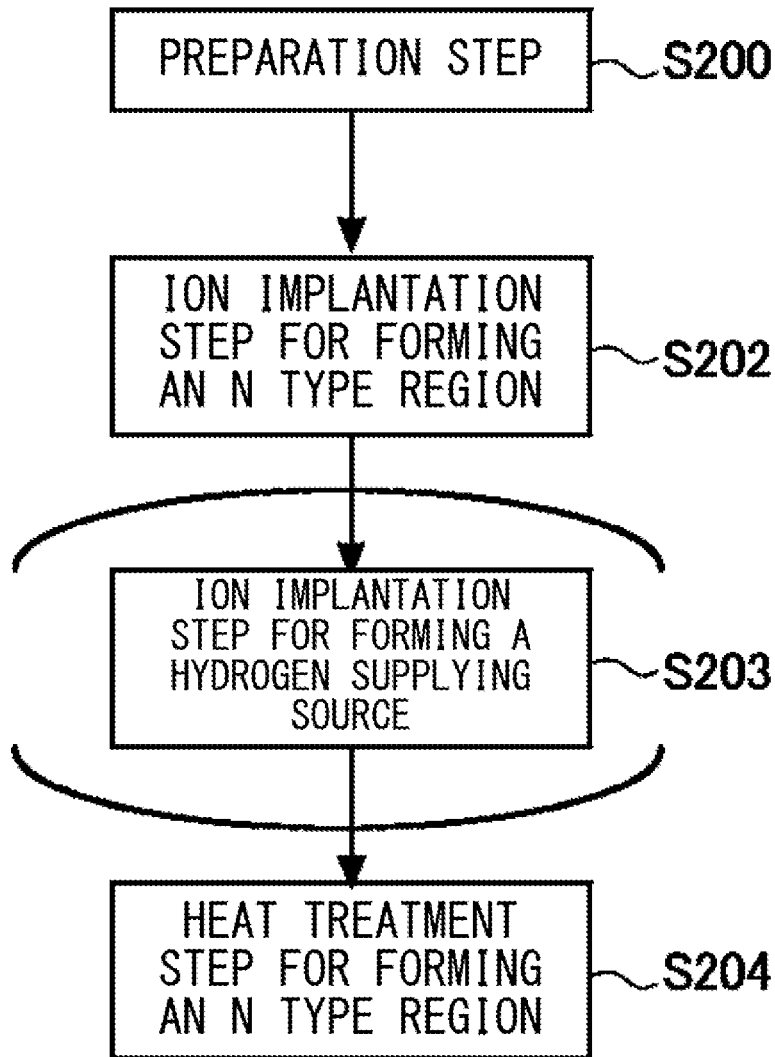 PREPARATION STEP
S200
ION IMPLANTATION
STEP FOR FORMING
AN N TYPE REGION
S202
ION IMPLANTATION
STEP FOR FORMING A
HYDROGEN SUPPLYING
SOURCE
S203
HEAT TREATMENT
STEP FOR FORMING
AN N TYPE REGION
S204